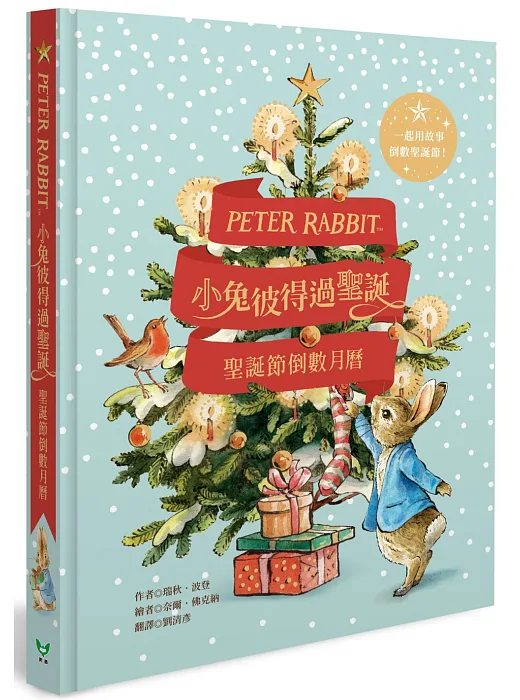 PETER RABBIT™
小兔彼得過聖誕
聖誕節倒數月曆
一起用故事
倒數聖誕節！
PETER RABBIT™
小兔彼得過聖誕
聖誕節倒數月曆
作者◎瑞秋・波登
繪者◎奈爾・佛克納
翻譯◎劉清彥